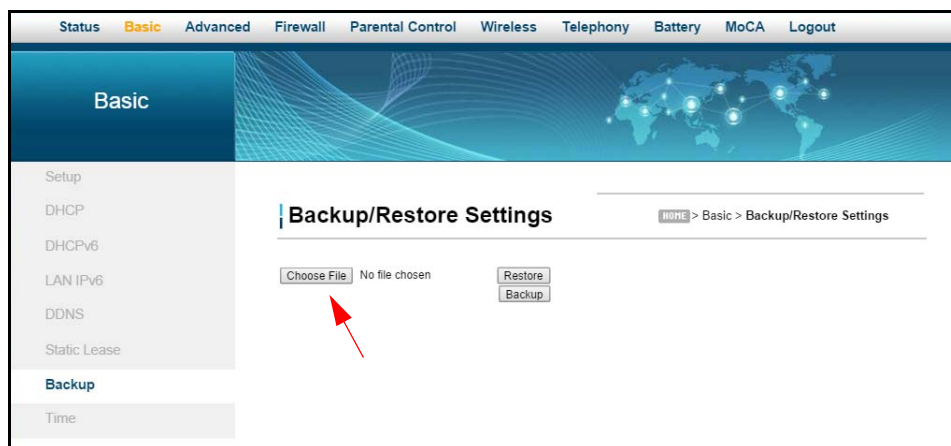 Status Basic Advanced Firewall Parental Control Wireless Telephony Battery MoCA Logout
Basic
Setup
DHCP
DHCPv6
LAN IPv6
DDNS
Static Lease
Backup
Time
Backup/Restore Settings
HOME > Basic > Backup/Restore Settings
Choose File No file chosen Restore
Backup